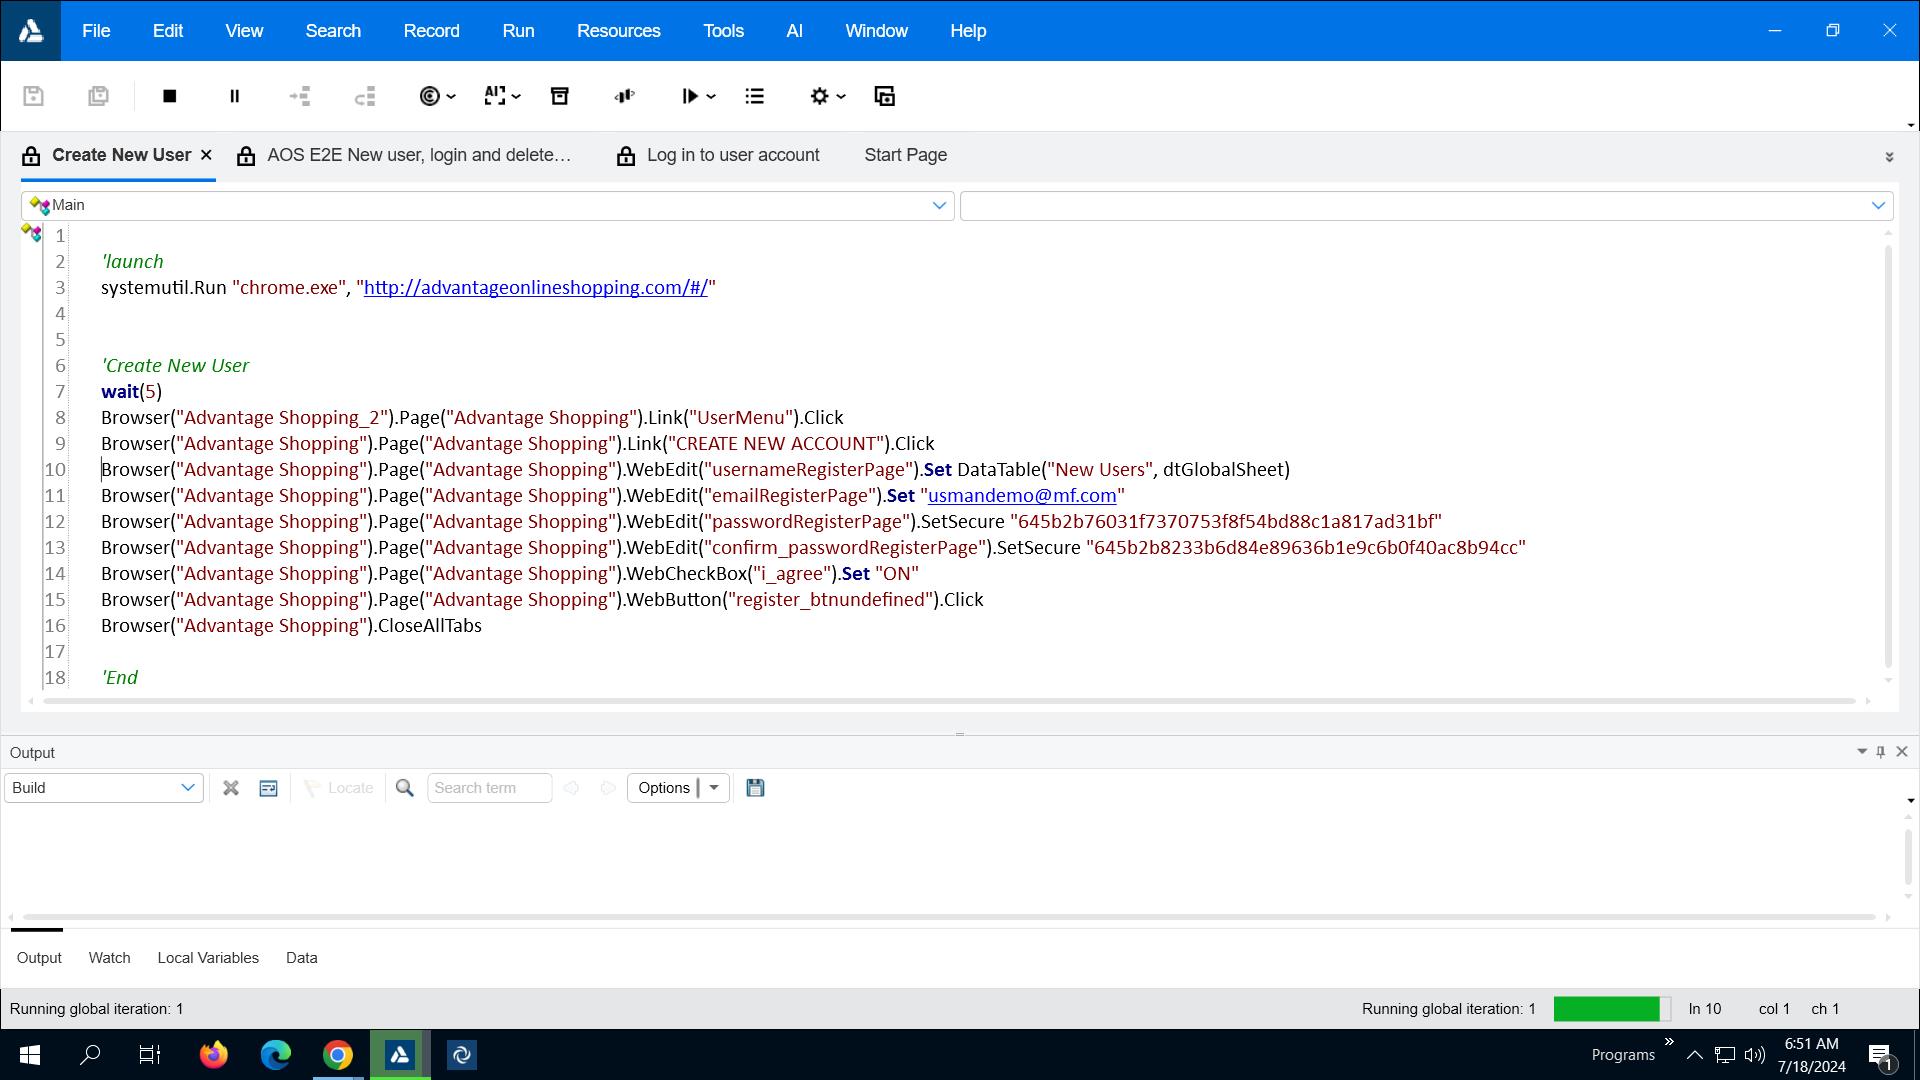 File Edit View Search Record Run Resources Tools AI Window Help
Create New User AOS E2E New user, login and delete... Log in to user account Start Page
Main
1
2 'launch
3 systemutil.Run "chrome.exe", "http://advantageonlineshopping.com/#/"
4
5
6 'Create New User
7 wait(5)
8 Browser("Advantage Shopping_2").Page("Advantage Shopping").Link("UserMenu").Click
9 Browser("Advantage Shopping").Page("Advantage Shopping").Link("CREATE NEW ACCOUNT").Click
10 Browser("Advantage Shopping").Page("Advantage Shopping").WebEdit("usernameRegisterPage").Set DataTable("New Users", dtGlobalSheet)
11 Browser("Advantage Shopping").Page("Advantage Shopping").WebEdit("emailRegisterPage").Set "usmandemo@mf.com"
12 Browser("Advantage Shopping").Page("Advantage Shopping").WebEdit("passwordRegisterPage").SetSecure "645b2b76031f7370753f8f54bd88c1a817ad31bf"
13 Browser("Advantage Shopping").Page("Advantage Shopping").WebEdit("confirm_passwordRegisterPage").SetSecure "645b2b8233b6d84e89636b1e9c6b0f40ac8b94cc"
14 Browser("Advantage Shopping").Page("Advantage Shopping").WebCheckBox("i_agree").Set "ON"
15 Browser("Advantage Shopping").Page("Advantage Shopping").WebButton("register_btnundefined").Click
16 Browser("Advantage Shopping").CloseAllTabs
17
18 'End
Output
Build Locate Search term Options
Output Watch Local Variables Data
Running global iteration: 1 Running global iteration: 1 ln 10 col 1 ch 1
Programs 6:51 AM
7/18/2024 1